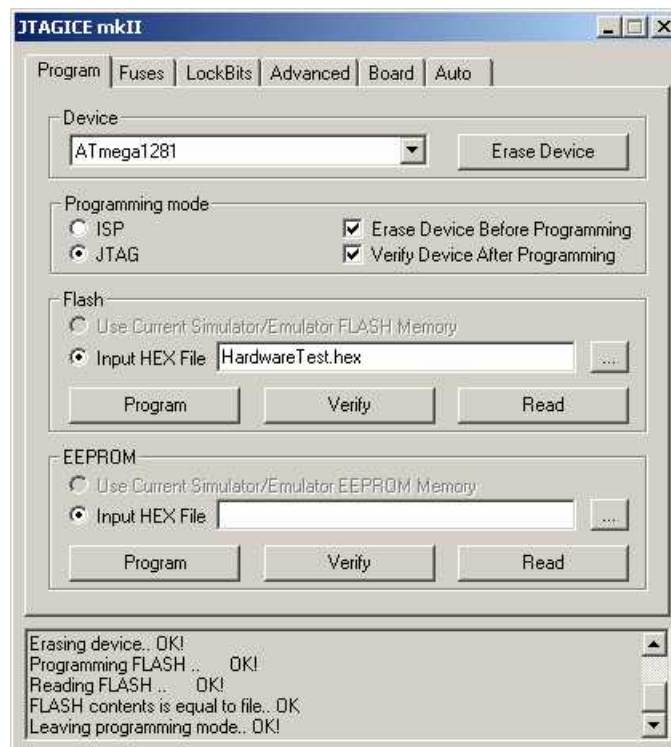 JTAGICE mkII
Program Fuses LockBits Advanced Board Auto
Device
ATmega1281 Erase Device
Programming mode
ISP Erase Device Before Programming
JTAG Verify Device After Programming
Flash
Use Current Simulator/Emulator FLASH Memory
Input HEX File HardwareTest.hex ...
Program Verify Read
EEPROM
Use Current Simulator/Emulator EEPROM Memory
Input HEX File ...
Program Verify Read
Erasing device.. OK!
Programming FLASH .. OK!
Reading FLASH .. OK!
FLASH contents is equal to file.. OK
Leaving programming mode.. OK!